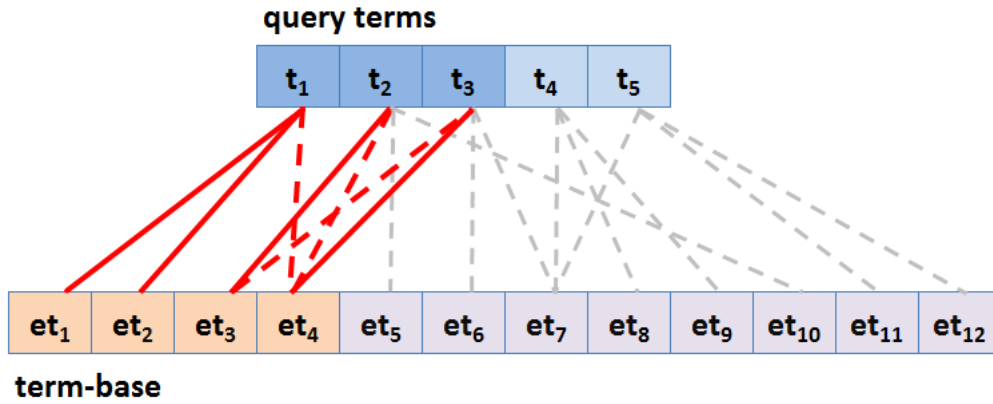 query terms
t₁ t₂ t₃ t₄ t₅
et₁ et₂ et₃ et₄ et₅ et₆ et₇ et₈ et₉ et₁₀ et₁₁ et₁₂
term-base